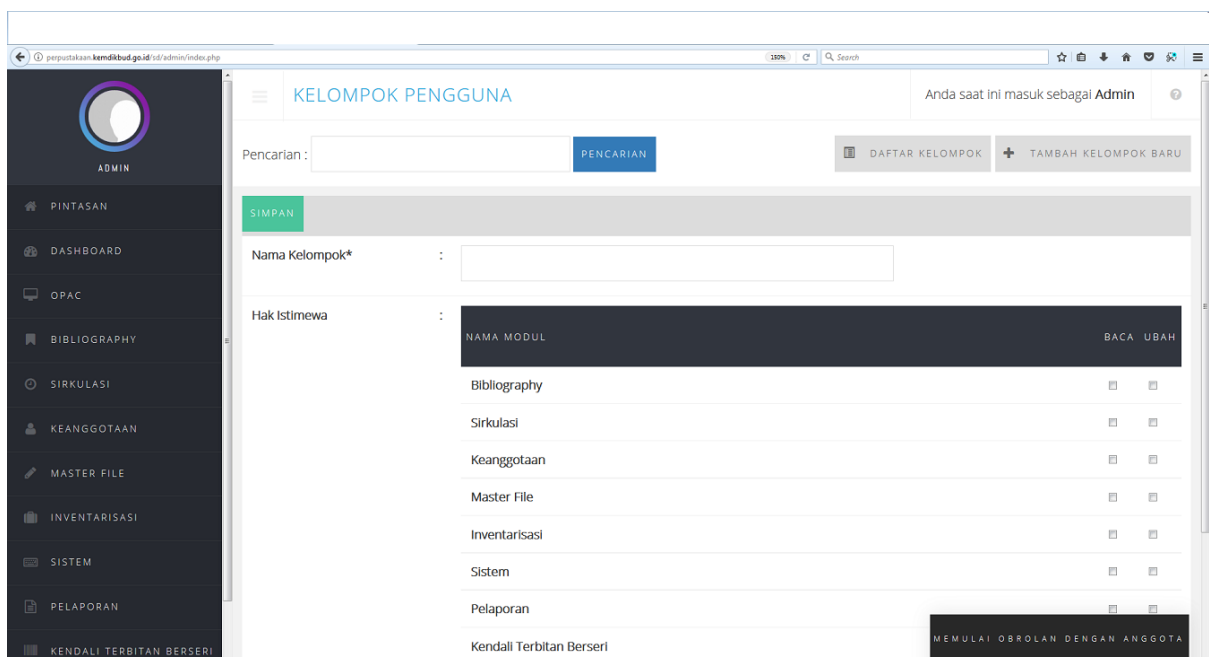 perpustakaan.kemdikbud.go.id/sd/admin/index.php
150%
Search
KELOMPOK PENGGUNA
Anda saat ini masuk sebagai Admin
ADMIN
Pencarian :
PENCARIAN
DAFTAR KELOMPOK
TAMBAH KELOMPOK BARU
PINTASAN
DASHBOARD
OPAC
BIBLIOGRAPHY
SIRKULASI
KEANGGOTAAN
MASTER FILE
INVENTARISASI
SISTEM
PELAPORAN
KENDALI TERBITAN BERSERI
SIMPAN
Nama Kelompok* :
Hak Istimewa :
NAMA MODUL BACA UBAH
Bibliography
Sirkulasi
Keanggotaan
Master File
Inventarisasi
Sistem
Pelaporan
Kendali Terbitan Berseri
MEMULAI OBROLAN DENGAN ANGGOTA